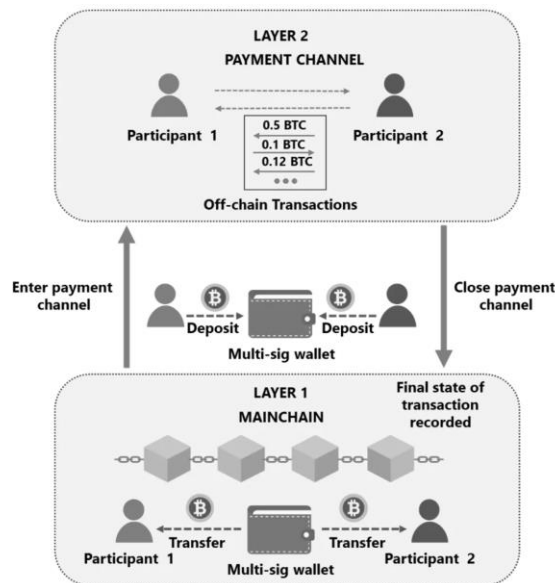 LAYER 2
PAYMENT CHANNEL
Participant 1
Participant 2
0.5 BTC
0.1 BTC
0.12 BTC
Off-chain Transactions
Enter payment
channel
Close payment
channel
Deposit
Deposit
Multi-sig wallet
LAYER 1
MAINCHAIN
Final state of
transaction
recorded
Transfer
Transfer
Participant 1
Participant 2
Multi-sig wallet